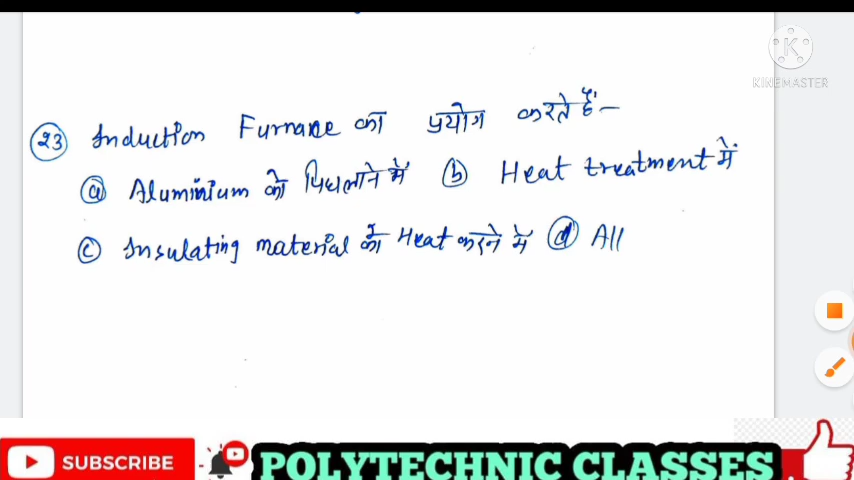 KINEMASTER
23 Induction Furnace का प्रयोग करते हैं-
a Aluminium को पिघलाने में b Heat treatment में
c Insulating material को Heat करने में d All
SUBSCRIBE
POLYTECHNIC CLASSES.